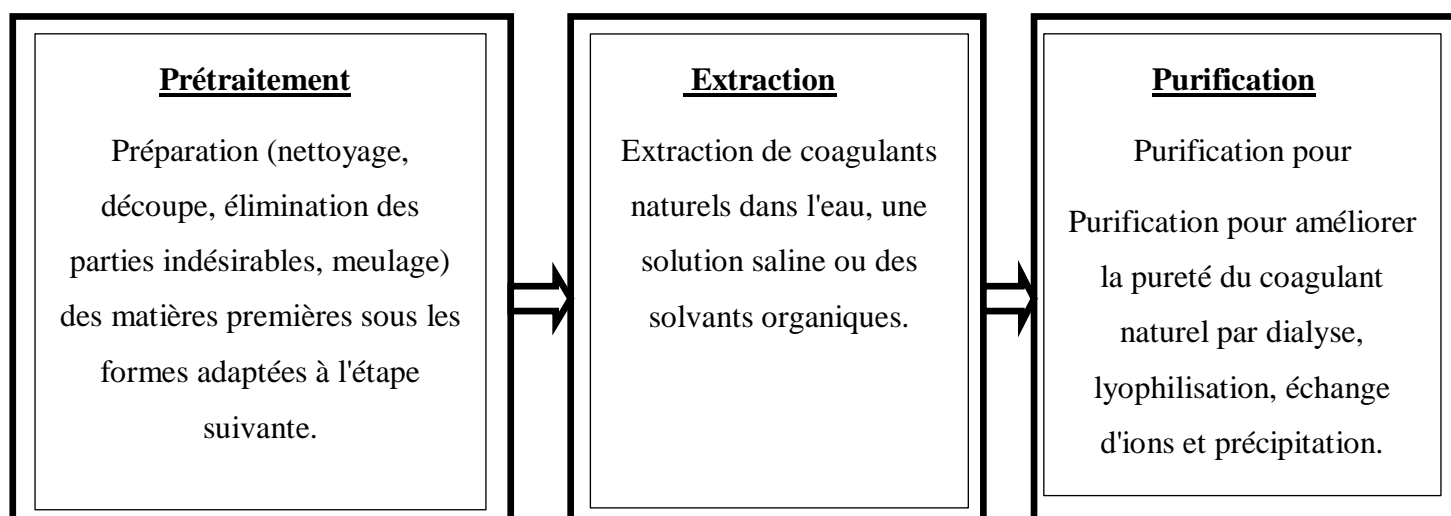 Prétraitement
Préparation (nettoyage,
découpe, élimination des
parties indésirables, meulage)
des matières premières sous les
formes adaptées à l'étape
suivante.
Extraction
Extraction de coagulants
naturels dans l'eau, une
solution saline ou des
solvants organiques.
Purification
Purification pour
Purification pour améliorer
la pureté du coagulant
naturel par dialyse,
lyophilisation, échange
d'ions et précipitation.